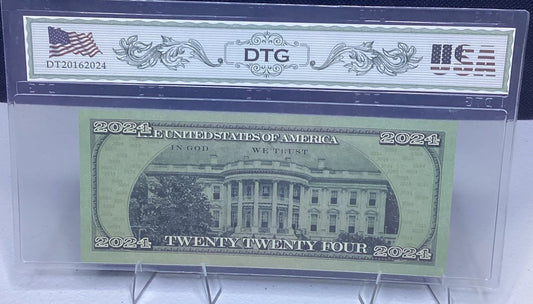 DTG
USA
DT20162024
2024 2024
THE UNITED STATES OF AMERICA
IN GOD WE TRUST
2024 2024
TWENTY TWENTY FOUR